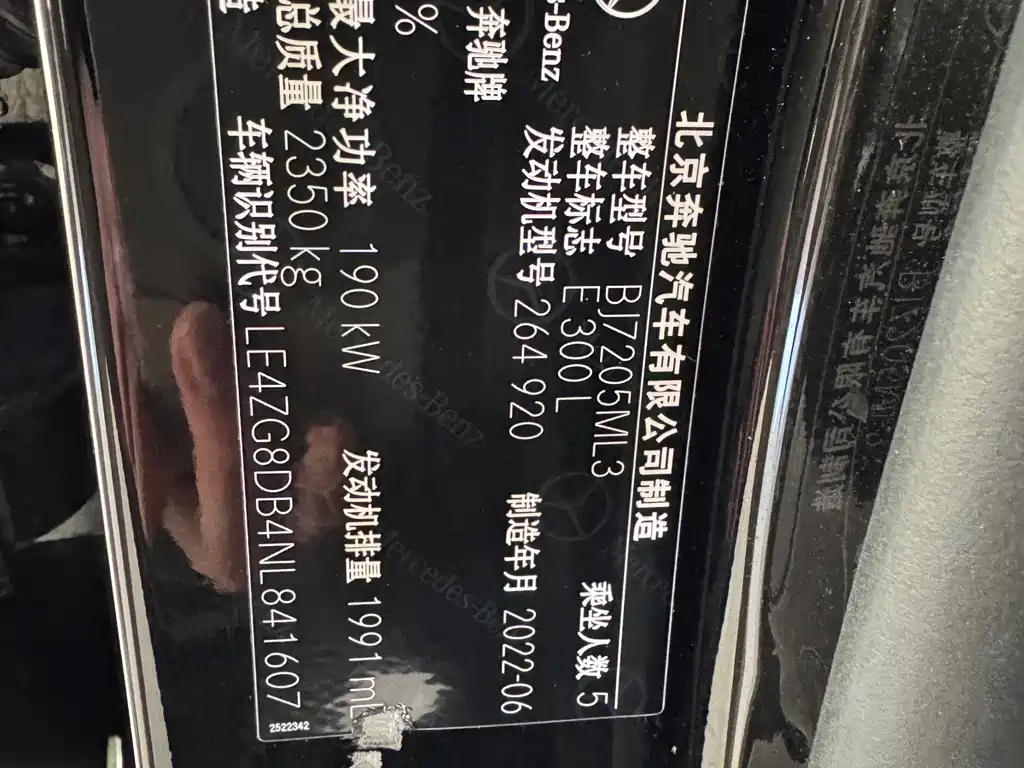 s-Benz
奔驰牌
北京奔驰汽车有限公司制造
整车型号 BJ7205ML3
整车标志 E 300 L
乘坐人数 5
发动机型号 264 920
制造年月 2022-06
%
最大净功率 190 kW
发动机排量 1991 mL
总质量 2350 kg
车辆识别代号 LE4ZG8DB4NL841607
2522342